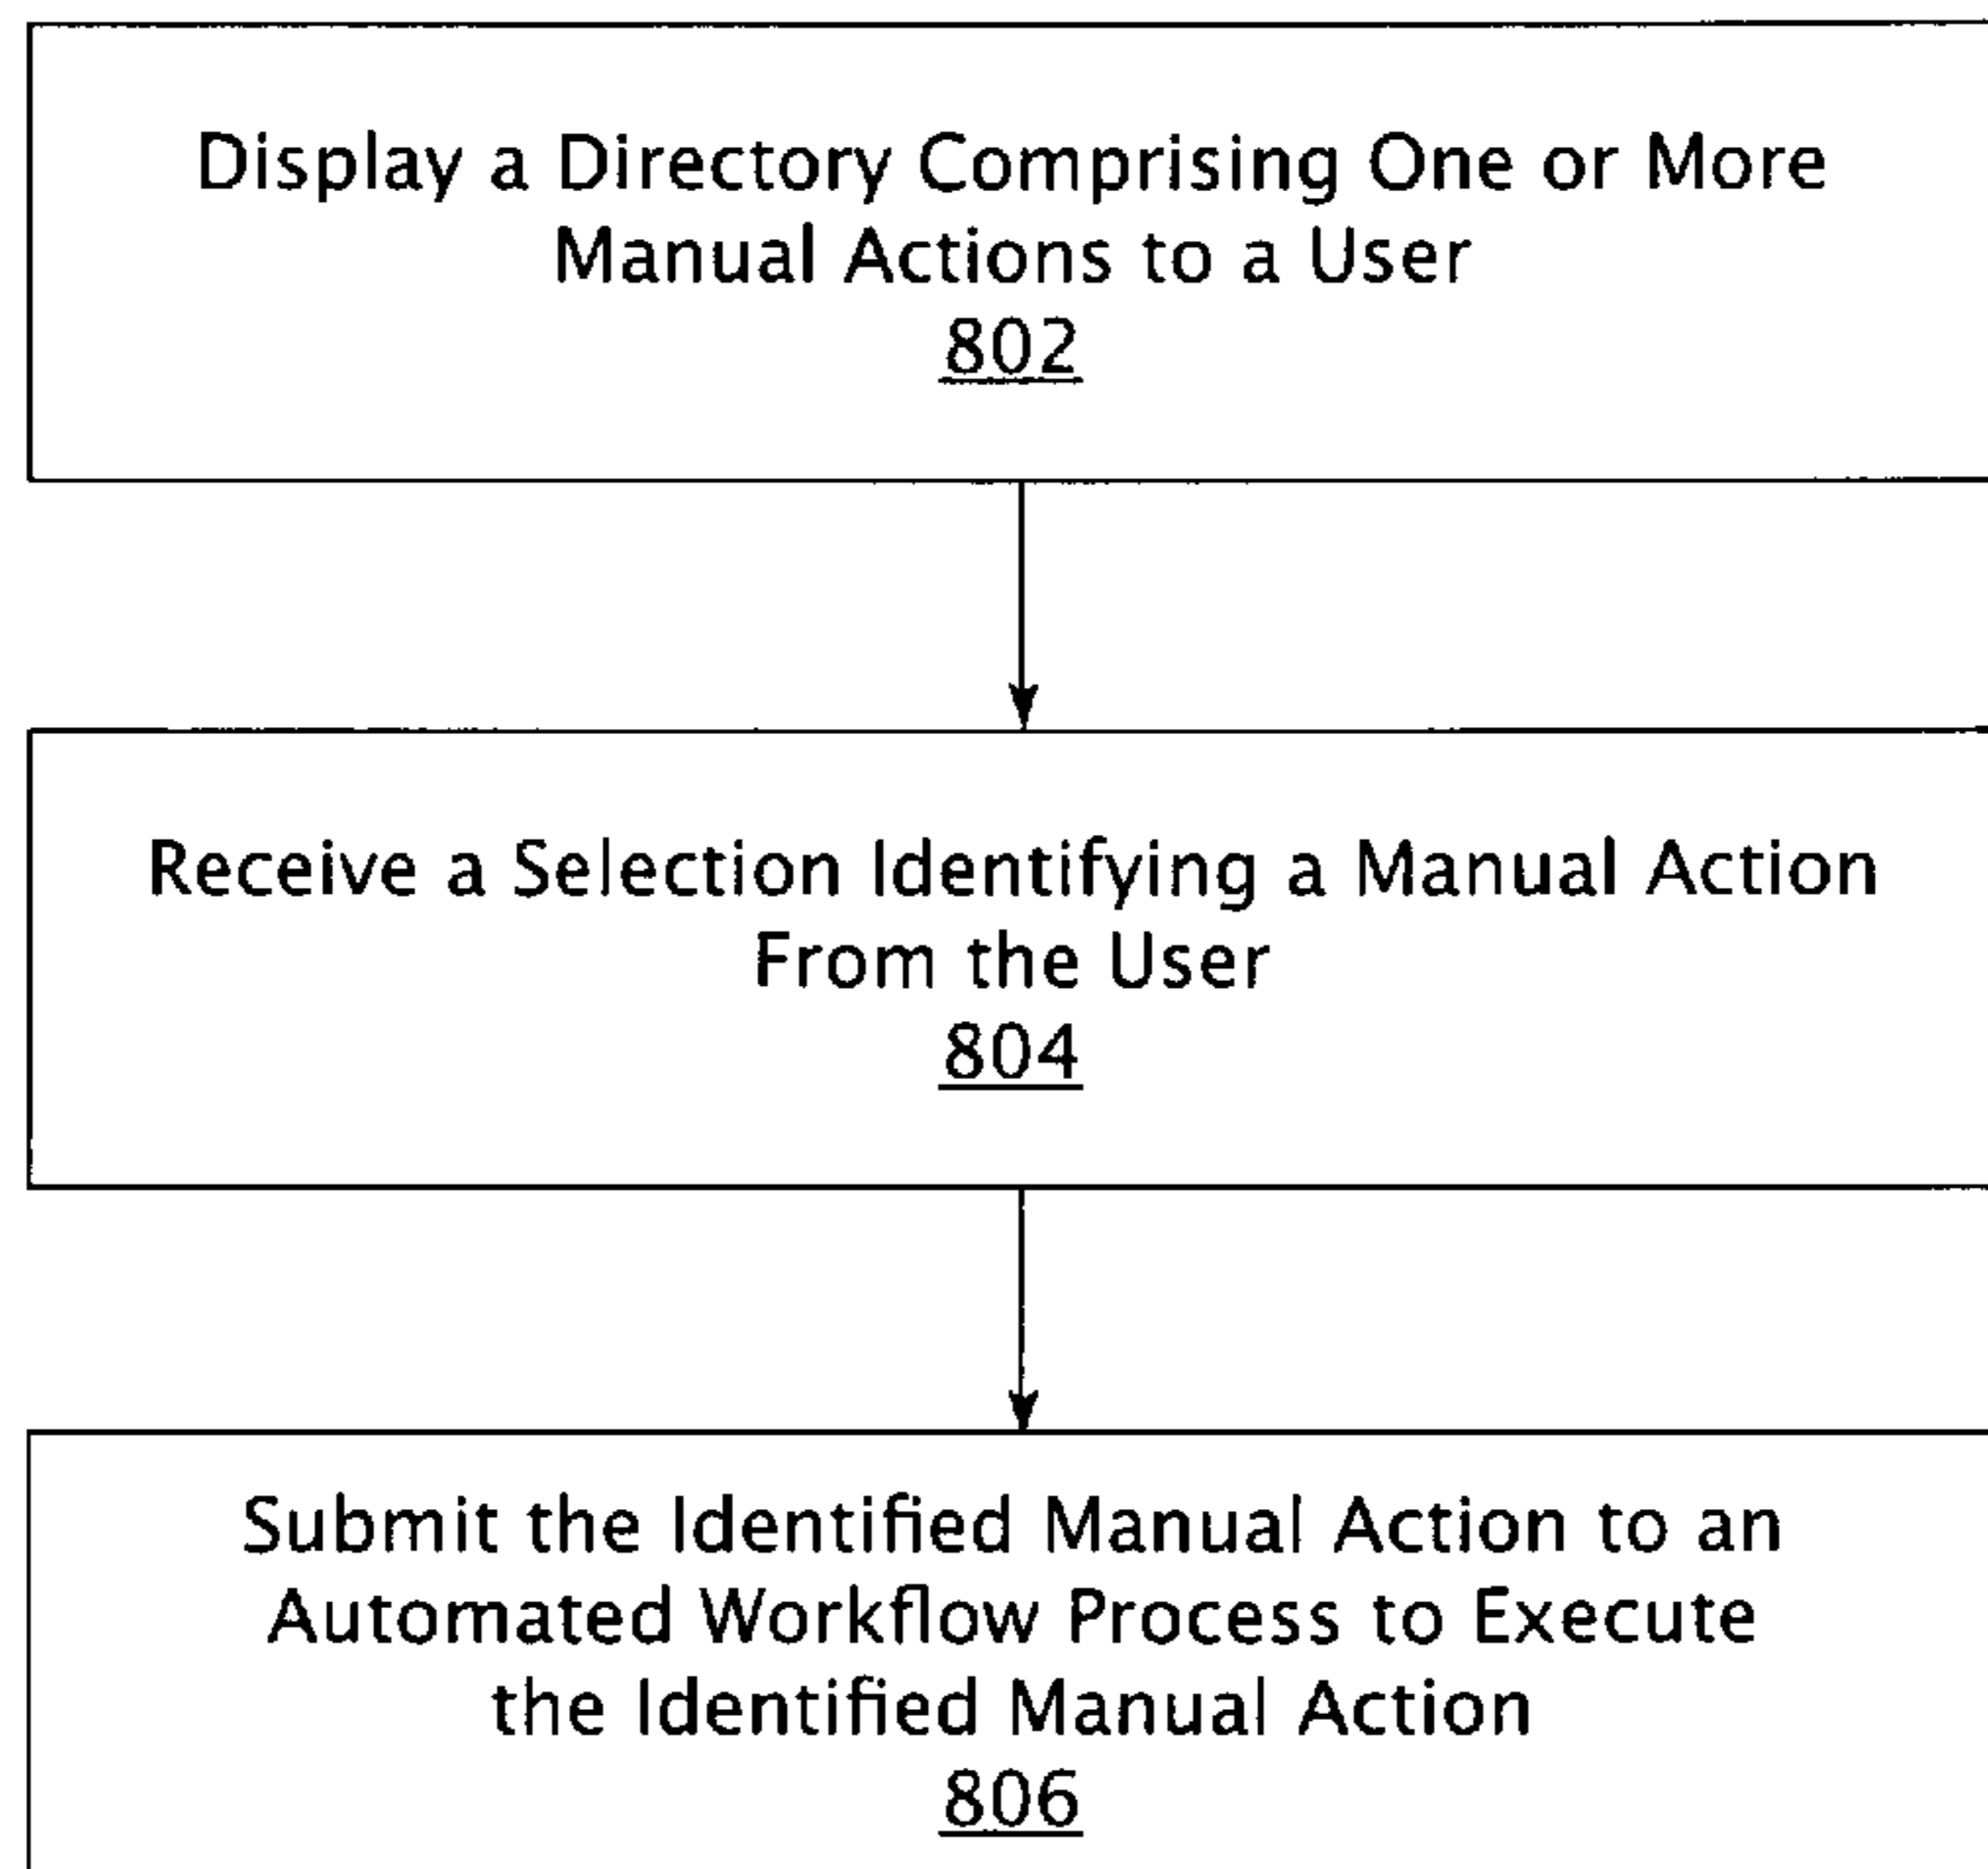 Display a Directory Comprising One or More
Manual Actions to a User
802
Receive a Selection Identifying a Manual Action
From the User
804
Submit the Identified Manual Action to an
Automated Workflow Process to Execute
the Identified Manual Action
806